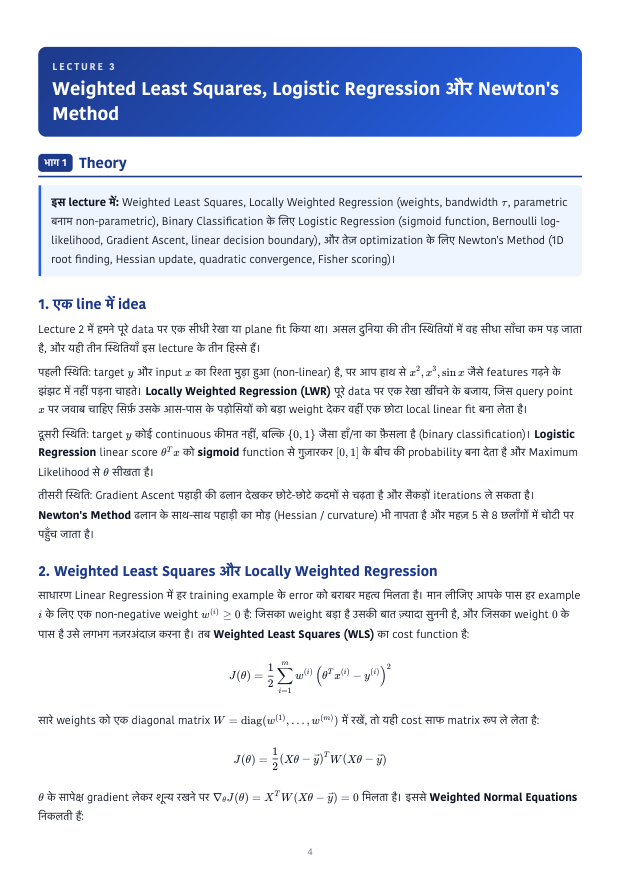 LECTURE 3
Weighted Least Squares, Logistic Regression और Newton's
Method
भाग 1 Theory
इस lecture में: Weighted Least Squares, Locally Weighted Regression (weights, bandwidth τ, parametric
बनाम non-parametric), Binary Classification के लिए Logistic Regression (sigmoid function, Bernoulli log-
likelihood, Gradient Ascent, linear decision boundary), और तेज़ optimization के लिए Newton's Method (1D
root finding, Hessian update, quadratic convergence, Fisher scoring)।
1. एक line में idea
Lecture 2 में हमने पूरे data पर एक सीधी रेखा या plane fit किया था। असल दुनिया की तीन स्थितियों में वह सीधा साँचा कम पड़ जाता
है, और यही तीन स्थितियाँ इस lecture के तीन हिस्से हैं।
पहली स्थिति: target y और input x का रिश्ता मुड़ा हुआ (non-linear) है, पर आप हाथ से x², x³, sin x जैसे features गढ़ने के
झंझट में नहीं पड़ना चाहते। Locally Weighted Regression (LWR) पूरे data पर एक रेखा खींचने के बजाय, जिस query point
x पर जवाब चाहिए सिर्फ़ उसके आस-पास के पड़ोसियों को बड़ा weight देकर वहीं एक छोटा local linear fit बना लेता है।
दूसरी स्थिति: target y कोई continuous कीमत नहीं, बल्कि {0, 1} जैसा हाँ/ना का फ़ैसला है (binary classification)। Logistic
Regression linear score θᵀx को sigmoid function से गुज़ारकर [0, 1] के बीच की probability बना देता है और Maximum
Likelihood से θ सीखता है।
तीसरी स्थिति: Gradient Ascent पहाड़ी की ढलान देखकर छोटे-छोटे कदमों से चढ़ता है और सैकड़ों iterations ले सकता है।
Newton's Method ढलान के साथ-साथ पहाड़ी का मोड़ (Hessian / curvature) भी नापता है और महज़ 5 से 8 छलाँगों में चोटी पर
पहुँच जाता है।
2. Weighted Least Squares और Locally Weighted Regression
साधारण Linear Regression में हर training example के error को बराबर महत्व मिलता है। मान लीजिए आपके पास हर example
i के लिए एक non-negative weight w⁽ⁱ⁾ ≥ 0 है: जिसका weight बड़ा है उसकी बात ज़्यादा सुननी है, और जिसका weight 0 के
पास है उसे लगभग नज़रअंदाज़ करना है। तब Weighted Least Squares (WLS) का cost function है:
J(θ) = 1/2 ∑_{i=1}^{m} w⁽ⁱ⁾ (θᵀx⁽ⁱ⁾ − y⁽ⁱ⁾)²
सारे weights को एक diagonal matrix W = diag(w⁽¹⁾, . . . , w⁽ᵐ⁾) में रखें, तो यही cost साफ matrix रूप ले लेता है:
J(θ) = 1/2 (Xθ − y⃗)ᵀW(Xθ − y⃗)
θ के सापेक्ष gradient लेकर शून्य रखने पर ∇_θJ(θ) = XᵀW(Xθ − y⃗) = 0 मिलता है। इससे Weighted Normal Equations
निकलती हैं:
4